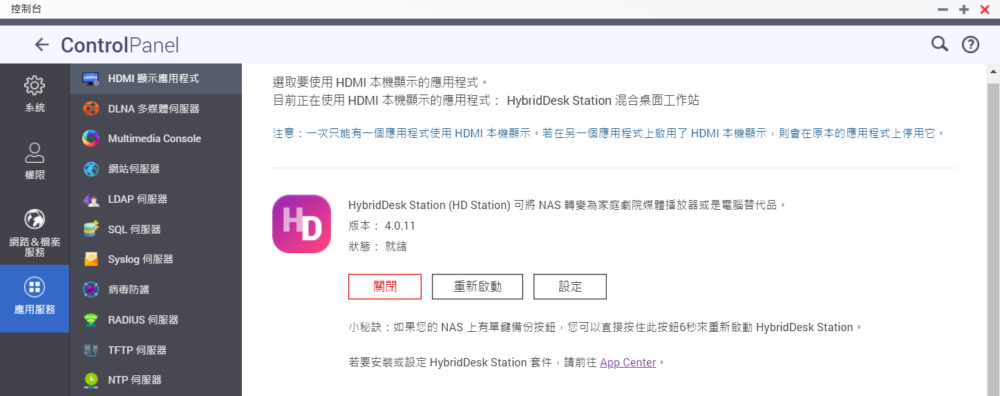 控制台
ControlPanel
系統
權限
網路＆檔案
服務
應用服務
HDMI 顯示應用程式
DLNA 多媒體伺服器
Multimedia Console
網站伺服器
LDAP 伺服器
SQL 伺服器
Syslog 伺服器
病毒防護
RADIUS 伺服器
TFTP 伺服器
NTP 伺服器
選取要使用 HDMI 本機顯示的應用程式。
目前正在使用 HDMI 本機顯示的應用程式： HybridDesk Station 混合桌面工作站
注意：一次只能有一個應用程式使用 HDMI 本機顯示。若在另一個應用程式上啟用了 HDMI 本機顯示，則會在原本的應用程式上停用它。
HD
HybridDesk Station (HD Station) 可將 NAS 轉變為家庭劇院媒體播放器或是電腦替代品。
版本： 4.0.11
狀態： 就緒
關閉 重新啟動 設定
小秘訣：如果您的 NAS 上有單鍵備份按鈕，您可以直接按住此按鈕6秒來重新啟動 HybridDesk Station。
若要安裝或設定 HybridDesk Station 套件，請前往 App Center。